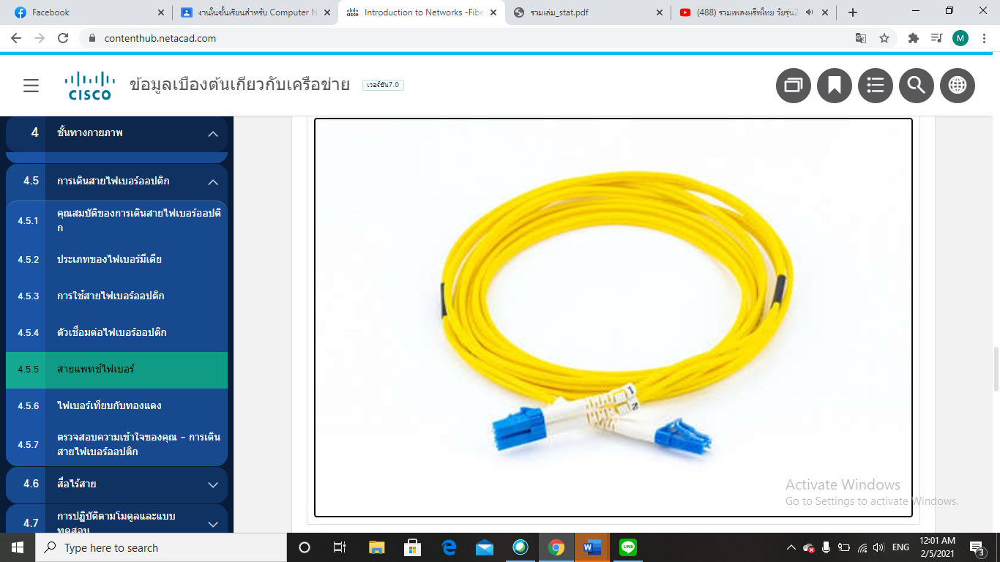 Facebook
งานในชั้นเรียนสำหรับ Computer N
Introduction to Networks -Fibe
รวมเล่ม_stat.pdf
(488) รวมเพลงแร็พไทย วัยรุ่น2
contenthub.netacad.com
M
CISCO
ข้อมูลเบื้องต้นเกี่ยวกับเครือข่าย
เวอร์ชัน7.0
4 ชั้นทางกายภาพ
4.5 การเดินสายไฟเบอร์ออปติก
4.5.1 คุณสมบัติของการเดินสายไฟเบอร์ออปติ
ก
4.5.2 ประเภทของไฟเบอร์มีเดีย
4.5.3 การใช้สายไฟเบอร์ออปติก
4.5.4 ตัวเชื่อมต่อไฟเบอร์ออปติก
4.5.5 สายแพทช์ไฟเบอร์
4.5.6 ไฟเบอร์เทียบกับทองแดง
4.5.7 ตรวจสอบความเข้าใจของคุณ - การเดิน
สายไฟเบอร์ออปติก
4.6 สื่อไร้สาย
4.7 การปฏิบัติตามโมดูลและแบบ
ทดสอบ
1
2
Activate Windows
Go to Settings to activate Windows.
Type here to search
LINE
ENG
12:01 AM
2/5/2021
3